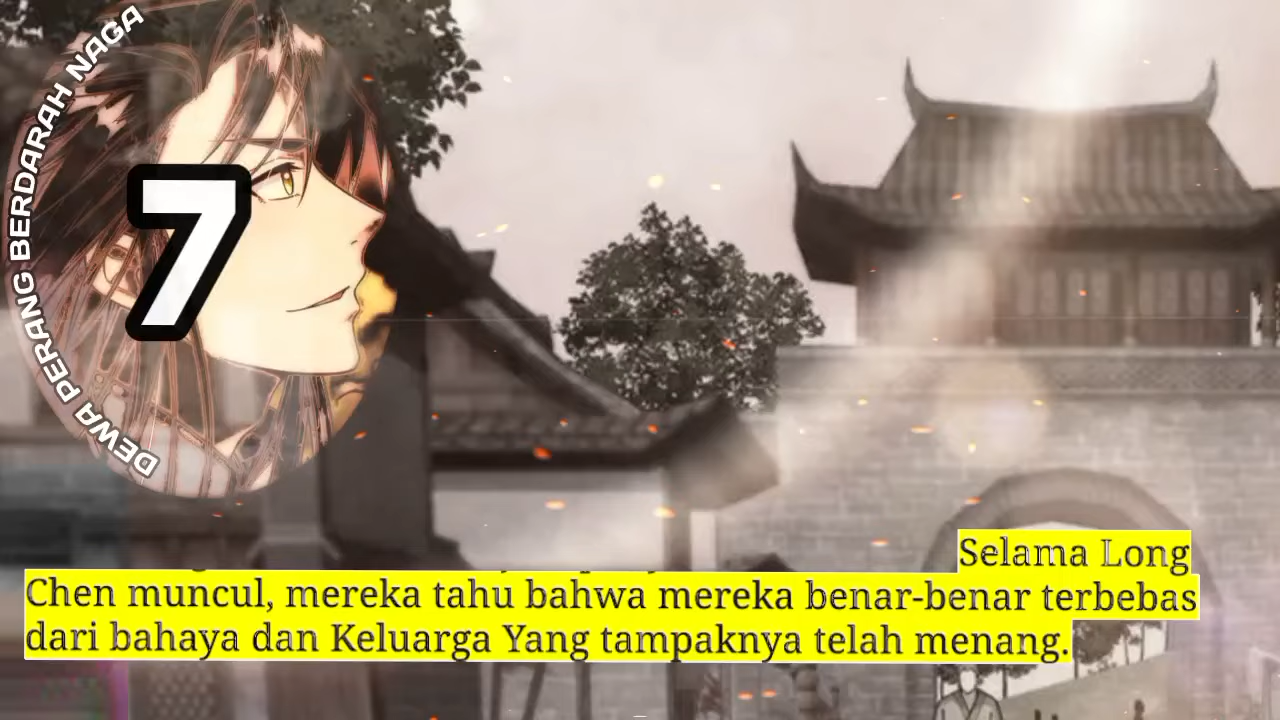 DEWA PERANG BERDARAH NAGA
7
Selama Long
Chen muncul, mereka tahu bahwa mereka benar-benar terbebas
dari bahaya dan Keluarga Yang tampaknya telah menang.